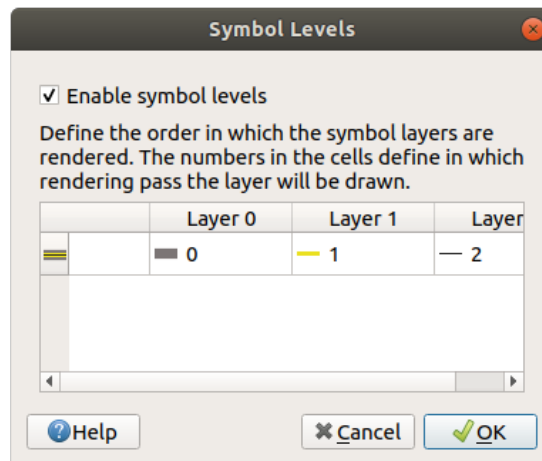 Symbol Levels
Enable symbol levels
Define the order in which the symbol layers are
rendered. The numbers in the cells define in which
rendering pass the layer will be drawn.
Layer 0 Layer 1 Layer
0 1 2
Help Cancel OK